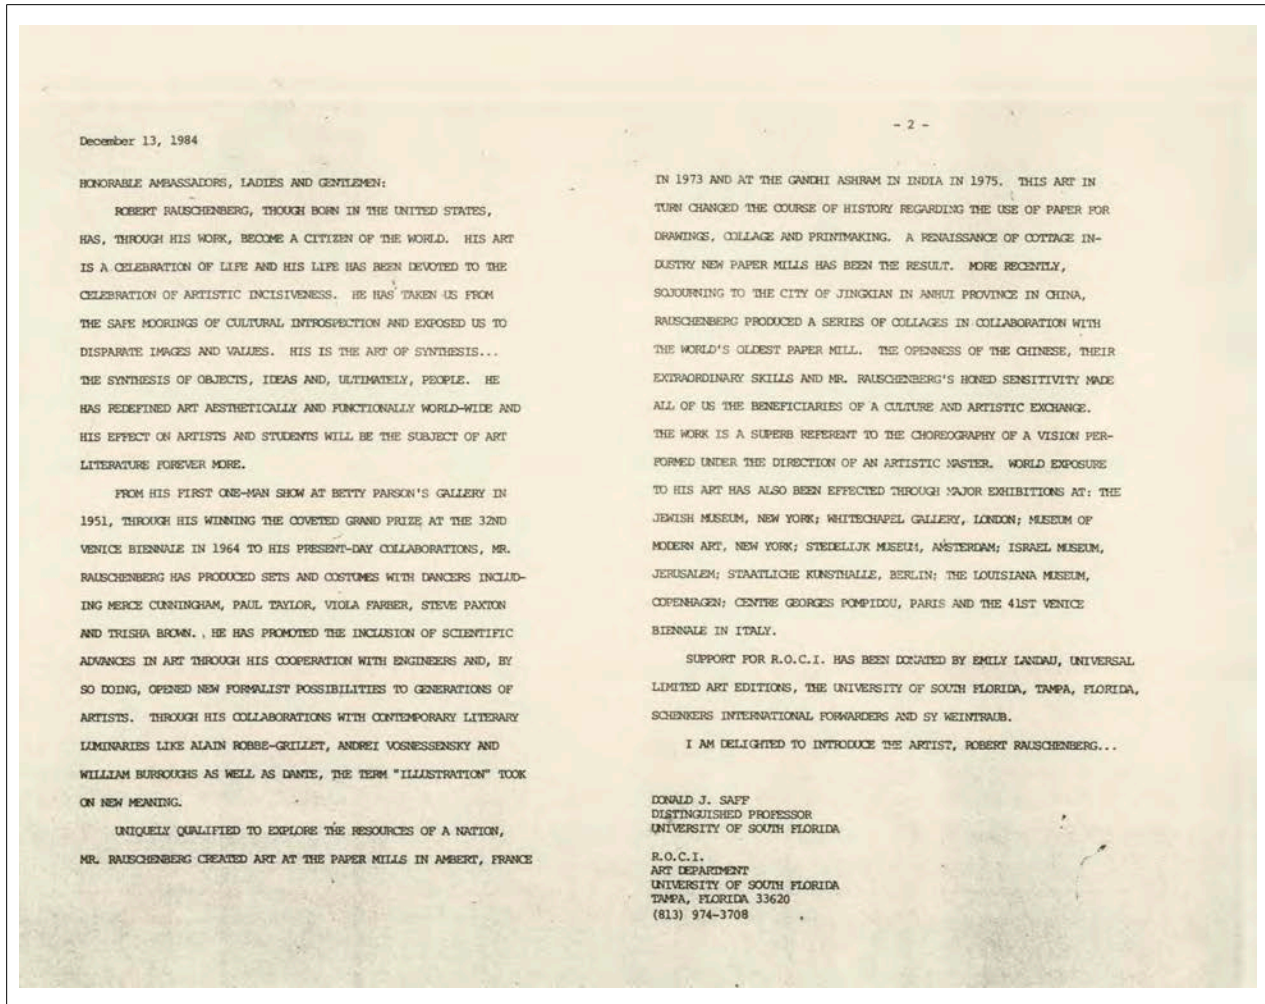 December 13, 1984
HONORABLE AMBASSADORS, LADIES AND GENTLEMEN:
ROBERT RAUSCHENBERG, THOUGH BORN IN THE UNITED STATES,
HAS, THROUGH HIS WORK, BECOME A CITIZEN OF THE WORLD. HIS ART
IS A CELEBRATION OF LIFE AND HIS LIFE HAS BEEN DEVOTED TO THE
CELEBRATION OF ARTISTIC INCISIVENESS. HE HAS TAKEN US FROM
THE SAFE MOORINGS OF CULTURAL INTROSPECTION AND EXPOSED US TO
DISPARATE IMAGES AND VALUES. HIS IS THE ART OF SYNTHESIS...
THE SYNTHESIS OF OBJECTS, IDEAS AND, ULTIMATELY, PEOPLE. HE
HAS REDEFINED ART AESTHETICALLY AND FUNCTIONALLY WORLD-WIDE AND
HIS EFFECT ON ARTISTS AND STUDENTS WILL BE THE SUBJECT OF ART
LITERATURE FOREVER MORE.
FROM HIS FIRST ONE-MAN SHOW AT BETTY PARSON'S GALLERY IN
1951, THROUGH HIS WINNING THE COVETED GRAND PRIZE AT THE 32ND
VENICE BIENNALE IN 1964 TO HIS PRESENT-DAY COLLABORATIONS, MR.
RAUSCHENBERG HAS PRODUCED SETS AND COSTUMES WITH DANCERS INCLUD-
ING MERCE CUNNINGHAM, PAUL TAYLOR, VIOLA FARBER, STEVE PAXTON
AND TRISHA BROWN. HE HAS PROMOTED THE INCLUSION OF SCIENTIFIC
ADVANCES IN ART THROUGH HIS COOPERATION WITH ENGINEERS AND, BY
SO DOING, OPENED NEW FORMALIST POSSIBILITIES TO GENERATIONS OF
ARTISTS. THROUGH HIS COLLABORATIONS WITH CONTEMPORARY LITERARY
LUMINARIES LIKE ALAIN ROBBE-GRILLET, ANDREI VOSNESSENSKY AND
WILLIAM BURROUGHS AS WELL AS DANTE, THE TERM "ILLUSTRATION" TOOK
ON NEW MEANING.
UNIQUELY QUALIFIED TO EXPLORE THE RESOURCES OF A NATION,
MR. RAUSCHENBERG CREATED ART AT THE PAPER MILLS IN AMBERT, FRANCE
- 2 -
IN 1973 AND AT THE GANDHI ASHRAM IN INDIA IN 1975. THIS ART IN
TURN CHANGED THE COURSE OF HISTORY REGARDING THE USE OF PAPER FOR
DRAWINGS, COLLAGE AND PRINTMAKING. A RENAISSANCE OF COTTAGE IN-
DUSTRY NEW PAPER MILLS HAS BEEN THE RESULT. MORE RECENTLY,
SOJOURNING TO THE CITY OF JINGXIAN IN ANHUI PROVINCE IN CHINA,
RAUSCHENBERG PRODUCED A SERIES OF COLLAGES IN COLLABORATION WITH
THE WORLD'S OLDEST PAPER MILL. THE OPENNESS OF THE CHINESE, THEIR
EXTRAORDINARY SKILLS AND MR. RAUSCHENBERG'S HONED SENSITIVITY MADE
ALL OF US THE BENEFICIARIES OF A CULTURE AND ARTISTIC EXCHANGE.
THE WORK IS A SUPERB REFERENT TO THE CHOREOGRAPHY OF A VISION PER-
FORMED UNDER THE DIRECTION OF AN ARTISTIC MASTER. WORLD EXPOSURE
TO HIS ART HAS ALSO BEEN EFFECTED THROUGH MAJOR EXHIBITIONS AT: THE
JEWISH MUSEUM, NEW YORK; WHITECHAPEL GALLERY, LONDON; MUSEUM OF
MODERN ART, NEW YORK; STEDELIJK MUSEUM, AMSTERDAM; ISRAEL MUSEUM,
JERUSALEM; STAATLICHE KUNSTHALLE, BERLIN; THE LOUISIANA MUSEUM,
COPENHAGEN; CENTRE GEORGES POMPIDOU, PARIS AND THE 41ST VENICE
BIENNALE IN ITALY.
SUPPORT FOR R.O.C.I. HAS BEEN DONATED BY EMILY LANDAU, UNIVERSAL
LIMITED ART EDITIONS, THE UNIVERSITY OF SOUTH FLORIDA, TAMPA, FLORIDA,
SCHENKERS INTERNATIONAL FORWARDERS AND SY WEINTRAUB.
I AM DELIGHTED TO INTRODUCE THE ARTIST, ROBERT RAUSCHENBERG...
DONALD J. SAFF
DISTINGUISHED PROFESSOR
UNIVERSITY OF SOUTH FLORIDA
R.O.C.I.
ART DEPARTMENT
UNIVERSITY OF SOUTH FLORIDA
TAMPA, FLORIDA 33620
(813) 974-3708